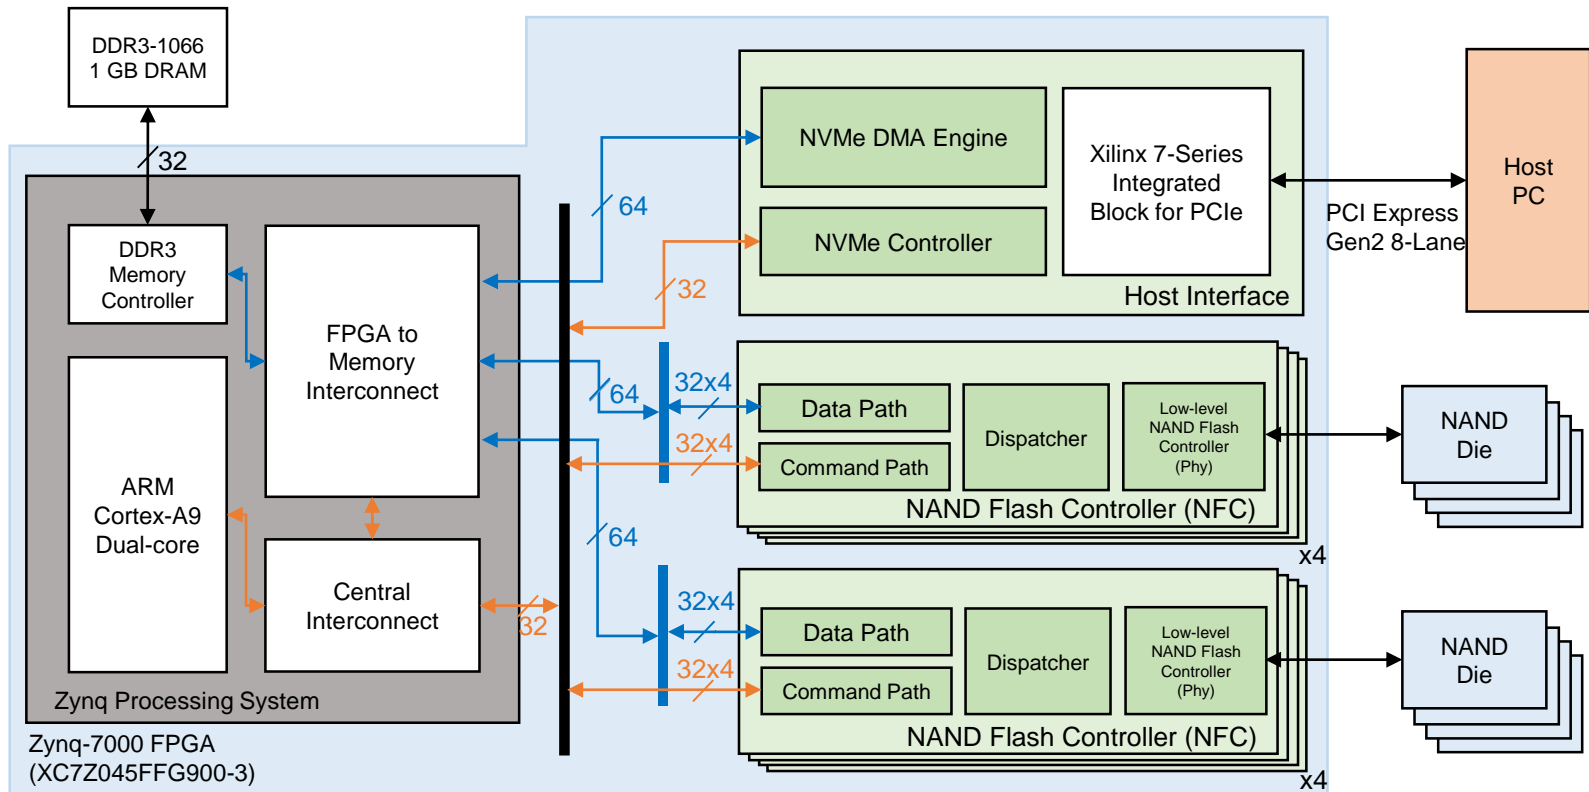 DDR3-1066
1 GB DRAM
32
DDR3
Memory
Controller
FPGA to
Memory
Interconnect
ARM
Cortex-A9
Dual-core
Central
Interconnect
32
Zynq Processing System
Zynq-7000 FPGA
(XC7Z045FFG900-3)
64
32
64
64
NVMe DMA Engine
NVMe Controller
Xilinx 7-Series
Integrated
Block for PCIe
Host Interface
PCI Express
Gen2 8-Lane
Host
PC
32x4
32x4
Data Path
Command Path
Dispatcher
Low-level
NAND Flash
Controller
(Phy)
NAND Flash Controller (NFC)
x4
NAND
Die
32x4
32x4
Data Path
Command Path
Dispatcher
Low-level
NAND Flash
Controller
(Phy)
NAND Flash Controller (NFC)
x4
NAND
Die